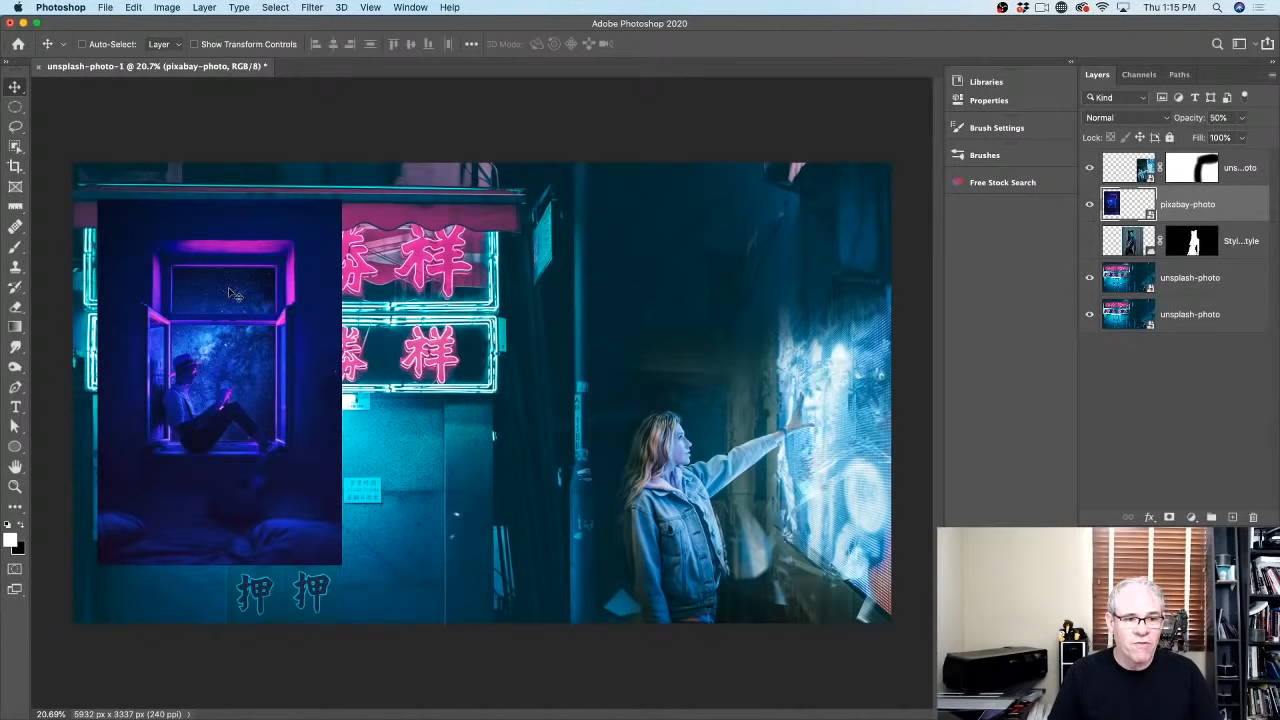 Photoshop File Edit Image Layer Type Select Filter 3D View Window Help Thu 1:15 PM
Adobe Photoshop 2020
Auto-Select: Layer Show Transform Controls 3D Mode:
× unsplash-photo-1 @ 20.7% (pixabay-photo, RGB/8) *
Libraries
Properties
Brush Settings
Brushes
Free Stock Search
Layers Channels Paths
Kind
Normal Opacity: 50%
Lock: Fill: 100%
uns...oto
pixabay-photo
Styl...tyle
unsplash-photo
unsplash-photo
祥
祥
押 押
20.69% 5932 px x 3337 px (240 ppi)